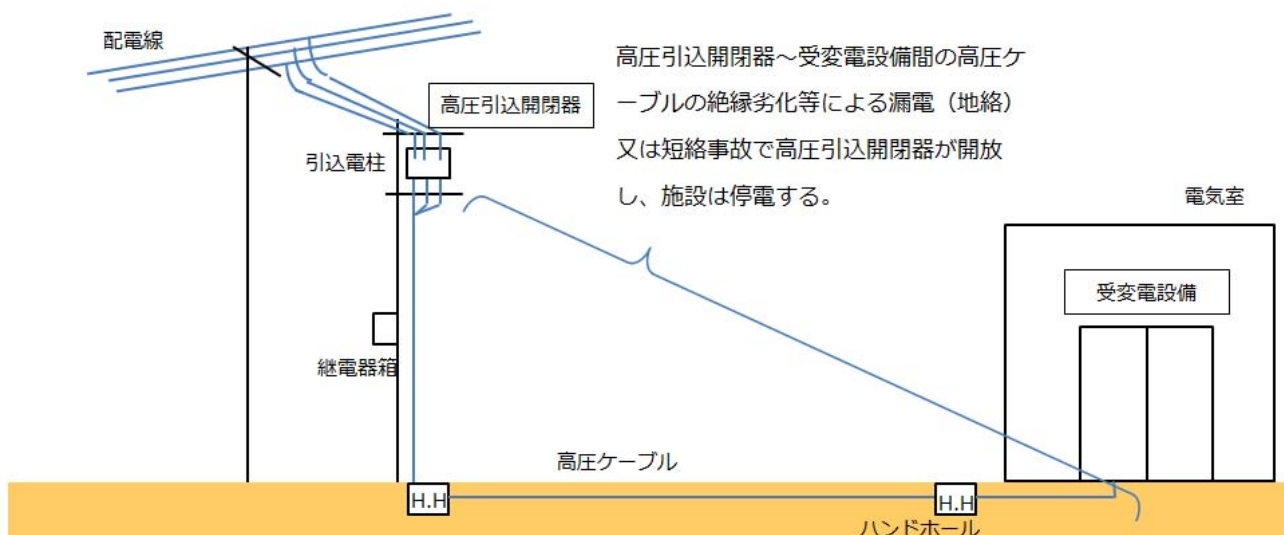 配電線
高圧引込開閉器～受変電設備間の高圧ケ
ーブルの絶縁劣化等による漏電（地絡）
又は短絡事故で高圧引込開閉器が開放
し、施設は停電する。
高圧引込開閉器
引込電柱
電気室
受変電設備
継電器箱
高圧ケーブル
H.H
H.H
ハンドホール